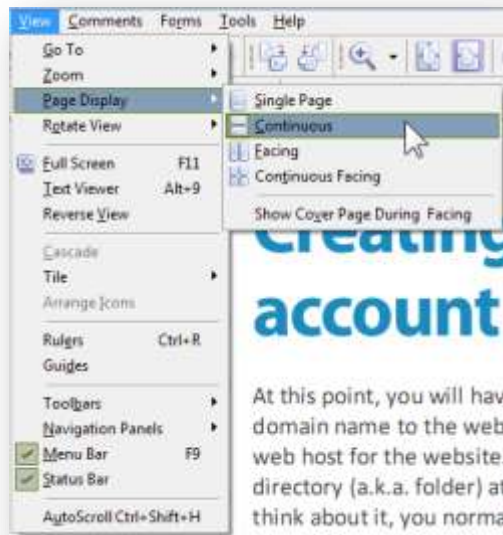 View Comments Forms Tools Help
Go To
Zoom
Page Display
Rotate View
Full Screen F11
Text Viewer Alt+9
Reverse View
Cascade
Tile
Arrange Icons
Rulers Ctrl+R
Guides
Toolbars
Navigation Panels
Menu Bar F9
Status Bar
AutoScroll Ctrl+Shift+H
Single Page
Continuous
Facing
Continuous Facing
Show Cover Page During Facing
Creating
account
At this point, you will hav
domain name to the web
web host for the website
directory (a.k.a. folder) at
think about it, you norma